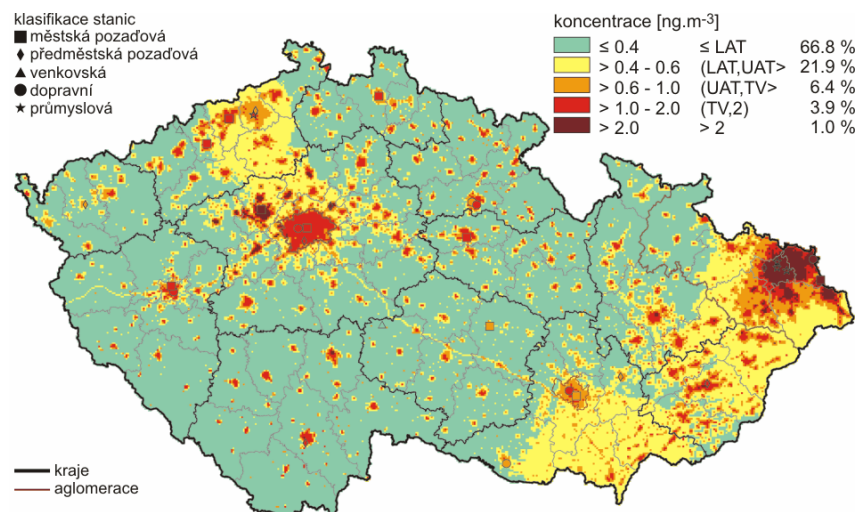 klasifikace stanic
městská pozaďová
předměstská pozaďová
venkovská
dopravní
průmyslová
koncentrace [ng.m-3]
≤ 0.4 ≤ LAT 66.8 %
> 0.4 - 0.6 (LAT,UAT> 21.9 %
> 0.6 - 1.0 (UAT,TV> 6.4 %
> 1.0 - 2.0 (TV,2) 3.9 %
> 2.0 > 2 1.0 %
kraje
aglomerace